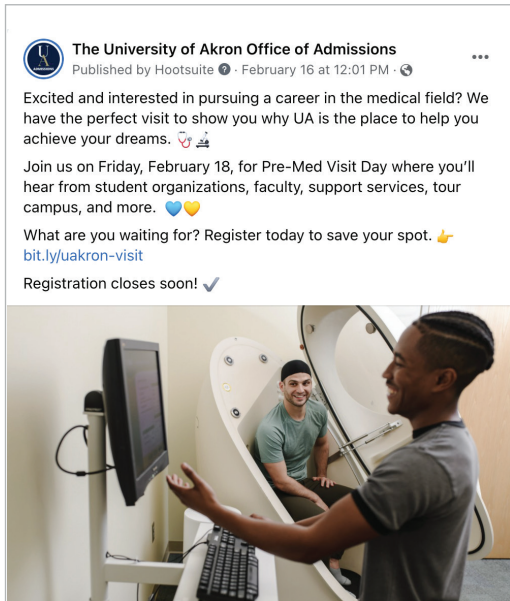 UA
ADMISSIONS
The University of Akron Office of Admissions
Published by Hootsuite ? · February 16 at 12:01 PM ·
Excited and interested in pursuing a career in the medical field? We
have the perfect visit to show you why UA is the place to help you
achieve your dreams. 🩺🔬
Join us on Friday, February 18, for Pre-Med Visit Day where you’ll
hear from student organizations, faculty, support services, tour
campus, and more. 💙💛
What are you waiting for? Register today to save your spot. 👉
bit.ly/uakron-visit
Registration closes soon! ✔️